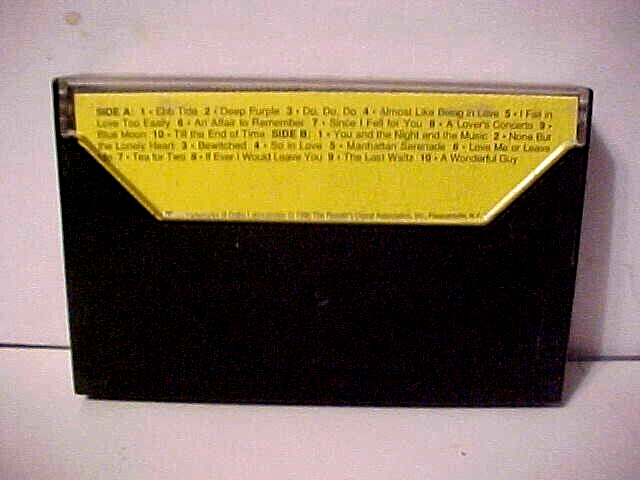 SIDE A: 1 • Ebb Tide 2 • Deep Purple 3 • Do, Do, Do 4 • Almost Like Being in Love 5 • I Fall in
Love Too Easily 6 • An Affair to Remember 7 • Since I Fell for You 8 • A Lover's Concerto 9 •
Blue Moon 10 • Till the End of Time SIDE B: 1 • You and the Night and the Music 2 • None But
the Lonely Heart 3 • Bewitched 4 • So in Love 5 • Manhattan Serenade 6 • Love Me or Leave
Me 7 • Tea for Two 8 • If Ever I Would Leave You 9 • The Last Waltz 10 • A Wonderful Guy
of Dolby Laboratories. The Reader's Digest Association, Inc., Pleasantville, N.Y.